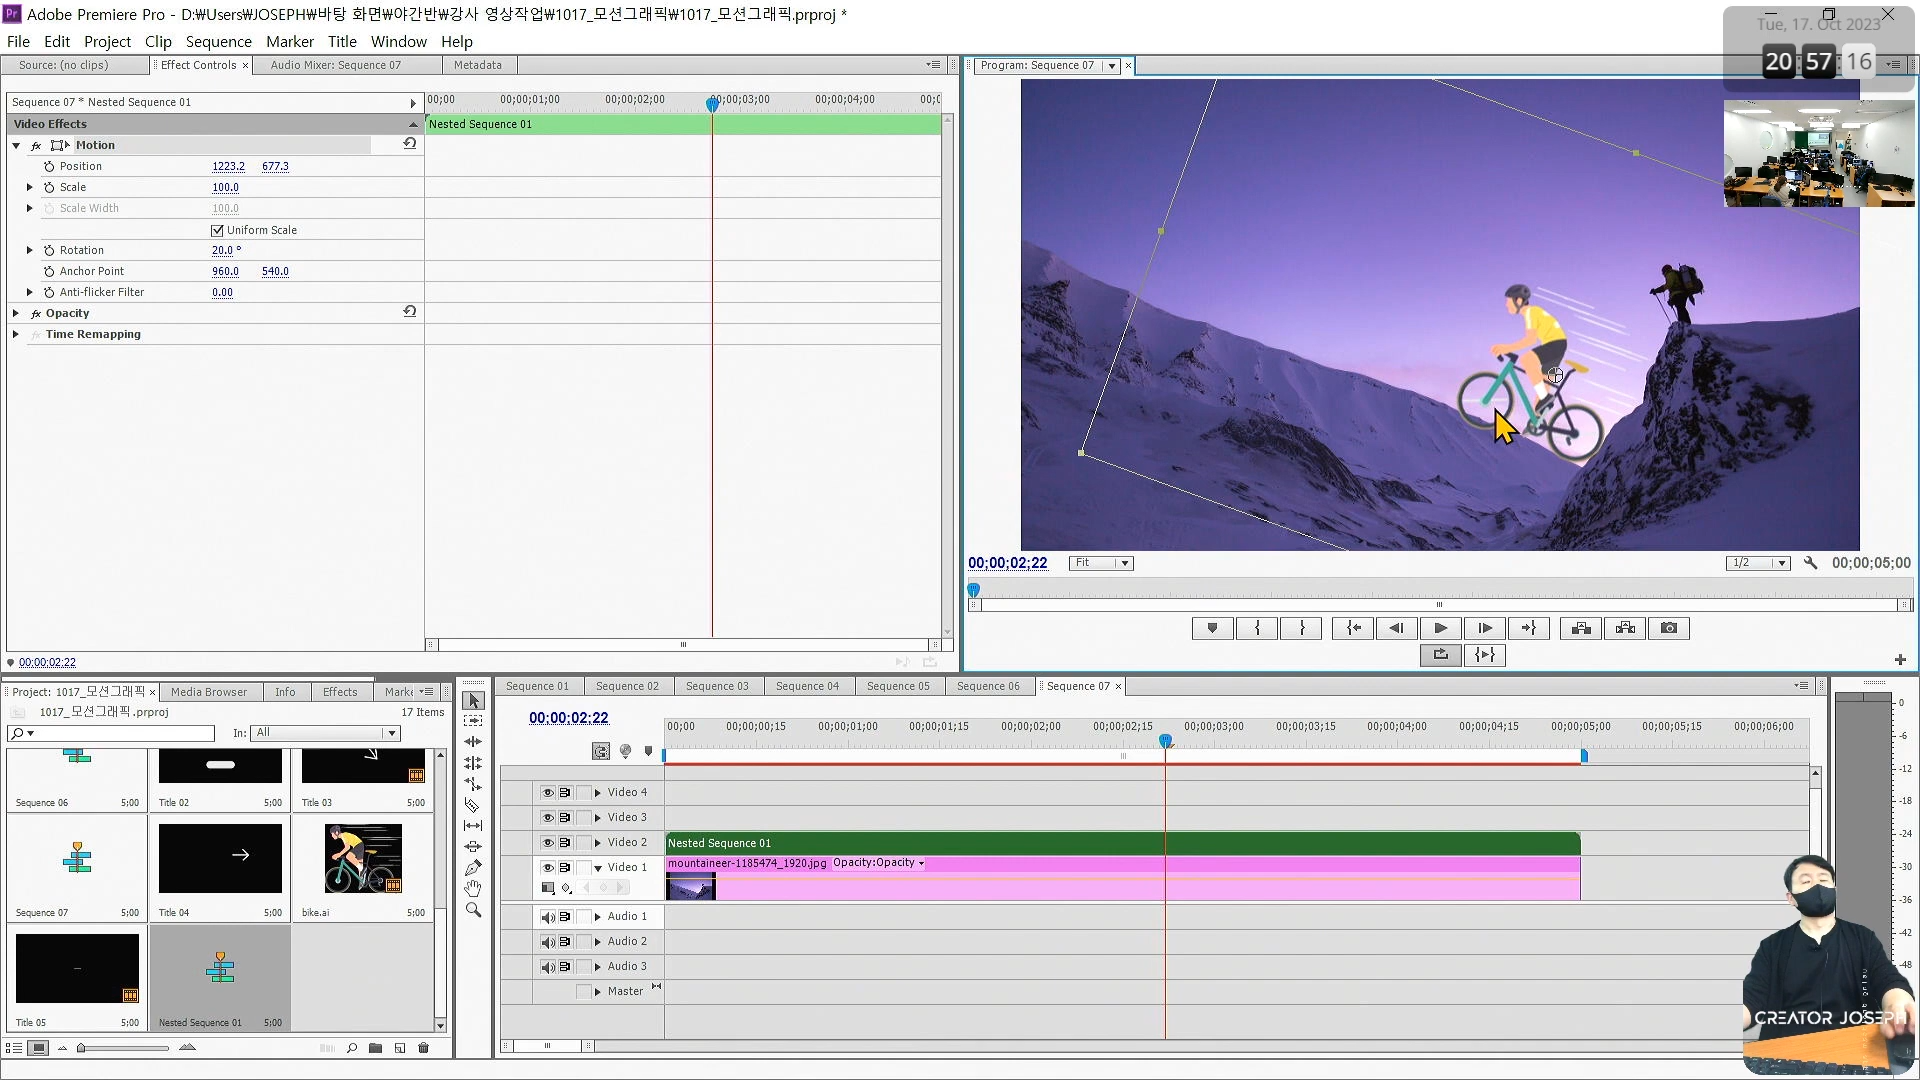 Adobe Premiere Pro - D:₩Users₩JOSEPH₩바탕 화면₩야간반₩강사 영상작업₩1017_모션그래픽₩1017_모션그래픽.prproj *
Tue, 17. Oct 2023
20 57 16
File Edit Project Clip Sequence Marker Title Window Help
Source: (no clips) Effect Controls × Audio Mixer: Sequence 07 Metadata
Program: Sequence 07
Sequence 07 * Nested Sequence 01
00;00 00;00;01;00 00;00;02;00 00;00;03;00 00;00;04;00
Video Effects
Nested Sequence 01
fx Motion
Position 1223.2 677.3
Scale 100.0
Scale Width 100.0
Uniform Scale
Rotation 20.0 °
Anchor Point 960.0 540.0
Anti-flicker Filter 0.00
fx Opacity
fx Time Remapping
00;00;02;22
00;00;02;22 Fit 1/2 00;00;05;00
Project: 1017_모션그래픽 × Media Browser Info Effects
1017_모션그래픽.prproj 17 Items
In: All
Sequence 06 5;00
Title 02 5;00
Title 03 5;00
Sequence 07 5;00
Title 04 5;00
bike.ai 5;00
Title 05 5;00
Nested Sequence 01 5;00
Sequence 01 Sequence 02 Sequence 03 Sequence 04 Sequence 05 Sequence 06 Sequence 07 ×
00;00;02;22
00;00 00;00;00;15 00;00;01;00 00;00;01;15 00;00;02;00 00;00;02;15 00;00;03;00 00;00;03;15 00;00;04;00 00;00;04;15 00;00;05;00 00;00;05;15 00;00;06;00
Video 4
Video 3
Video 2 Nested Sequence 01
Video 1 mountaineer-1185474_1920.jpg Opacity:Opacity
Audio 1
Audio 2
Audio 3
Master
0
-6
-12
-18
-24
-30
-36
-42
-48
CREATOR JOSEPH